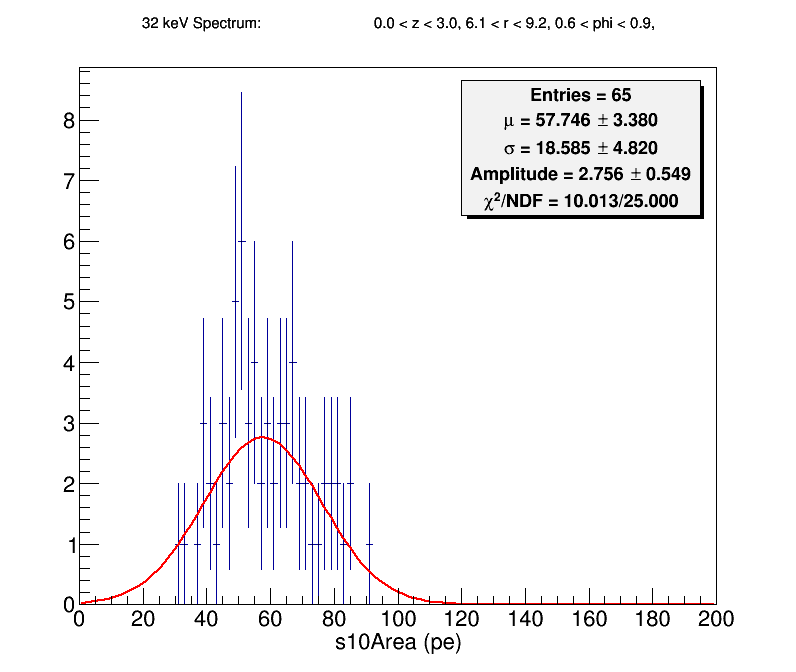 32 keV Spectrum: 0.0 < z < 3.0, 6.1 < r < 9.2, 0.6 < phi < 0.9,
Entries = 65
μ = 57.746 ± 3.380
σ = 18.585 ± 4.820
Amplitude = 2.756 ± 0.549
χ²/NDF = 10.013/25.000
8
7
6
5
4
3
2
1
0
0 20 40 60 80 100 120 140 160 180 200
s10Area (pe)